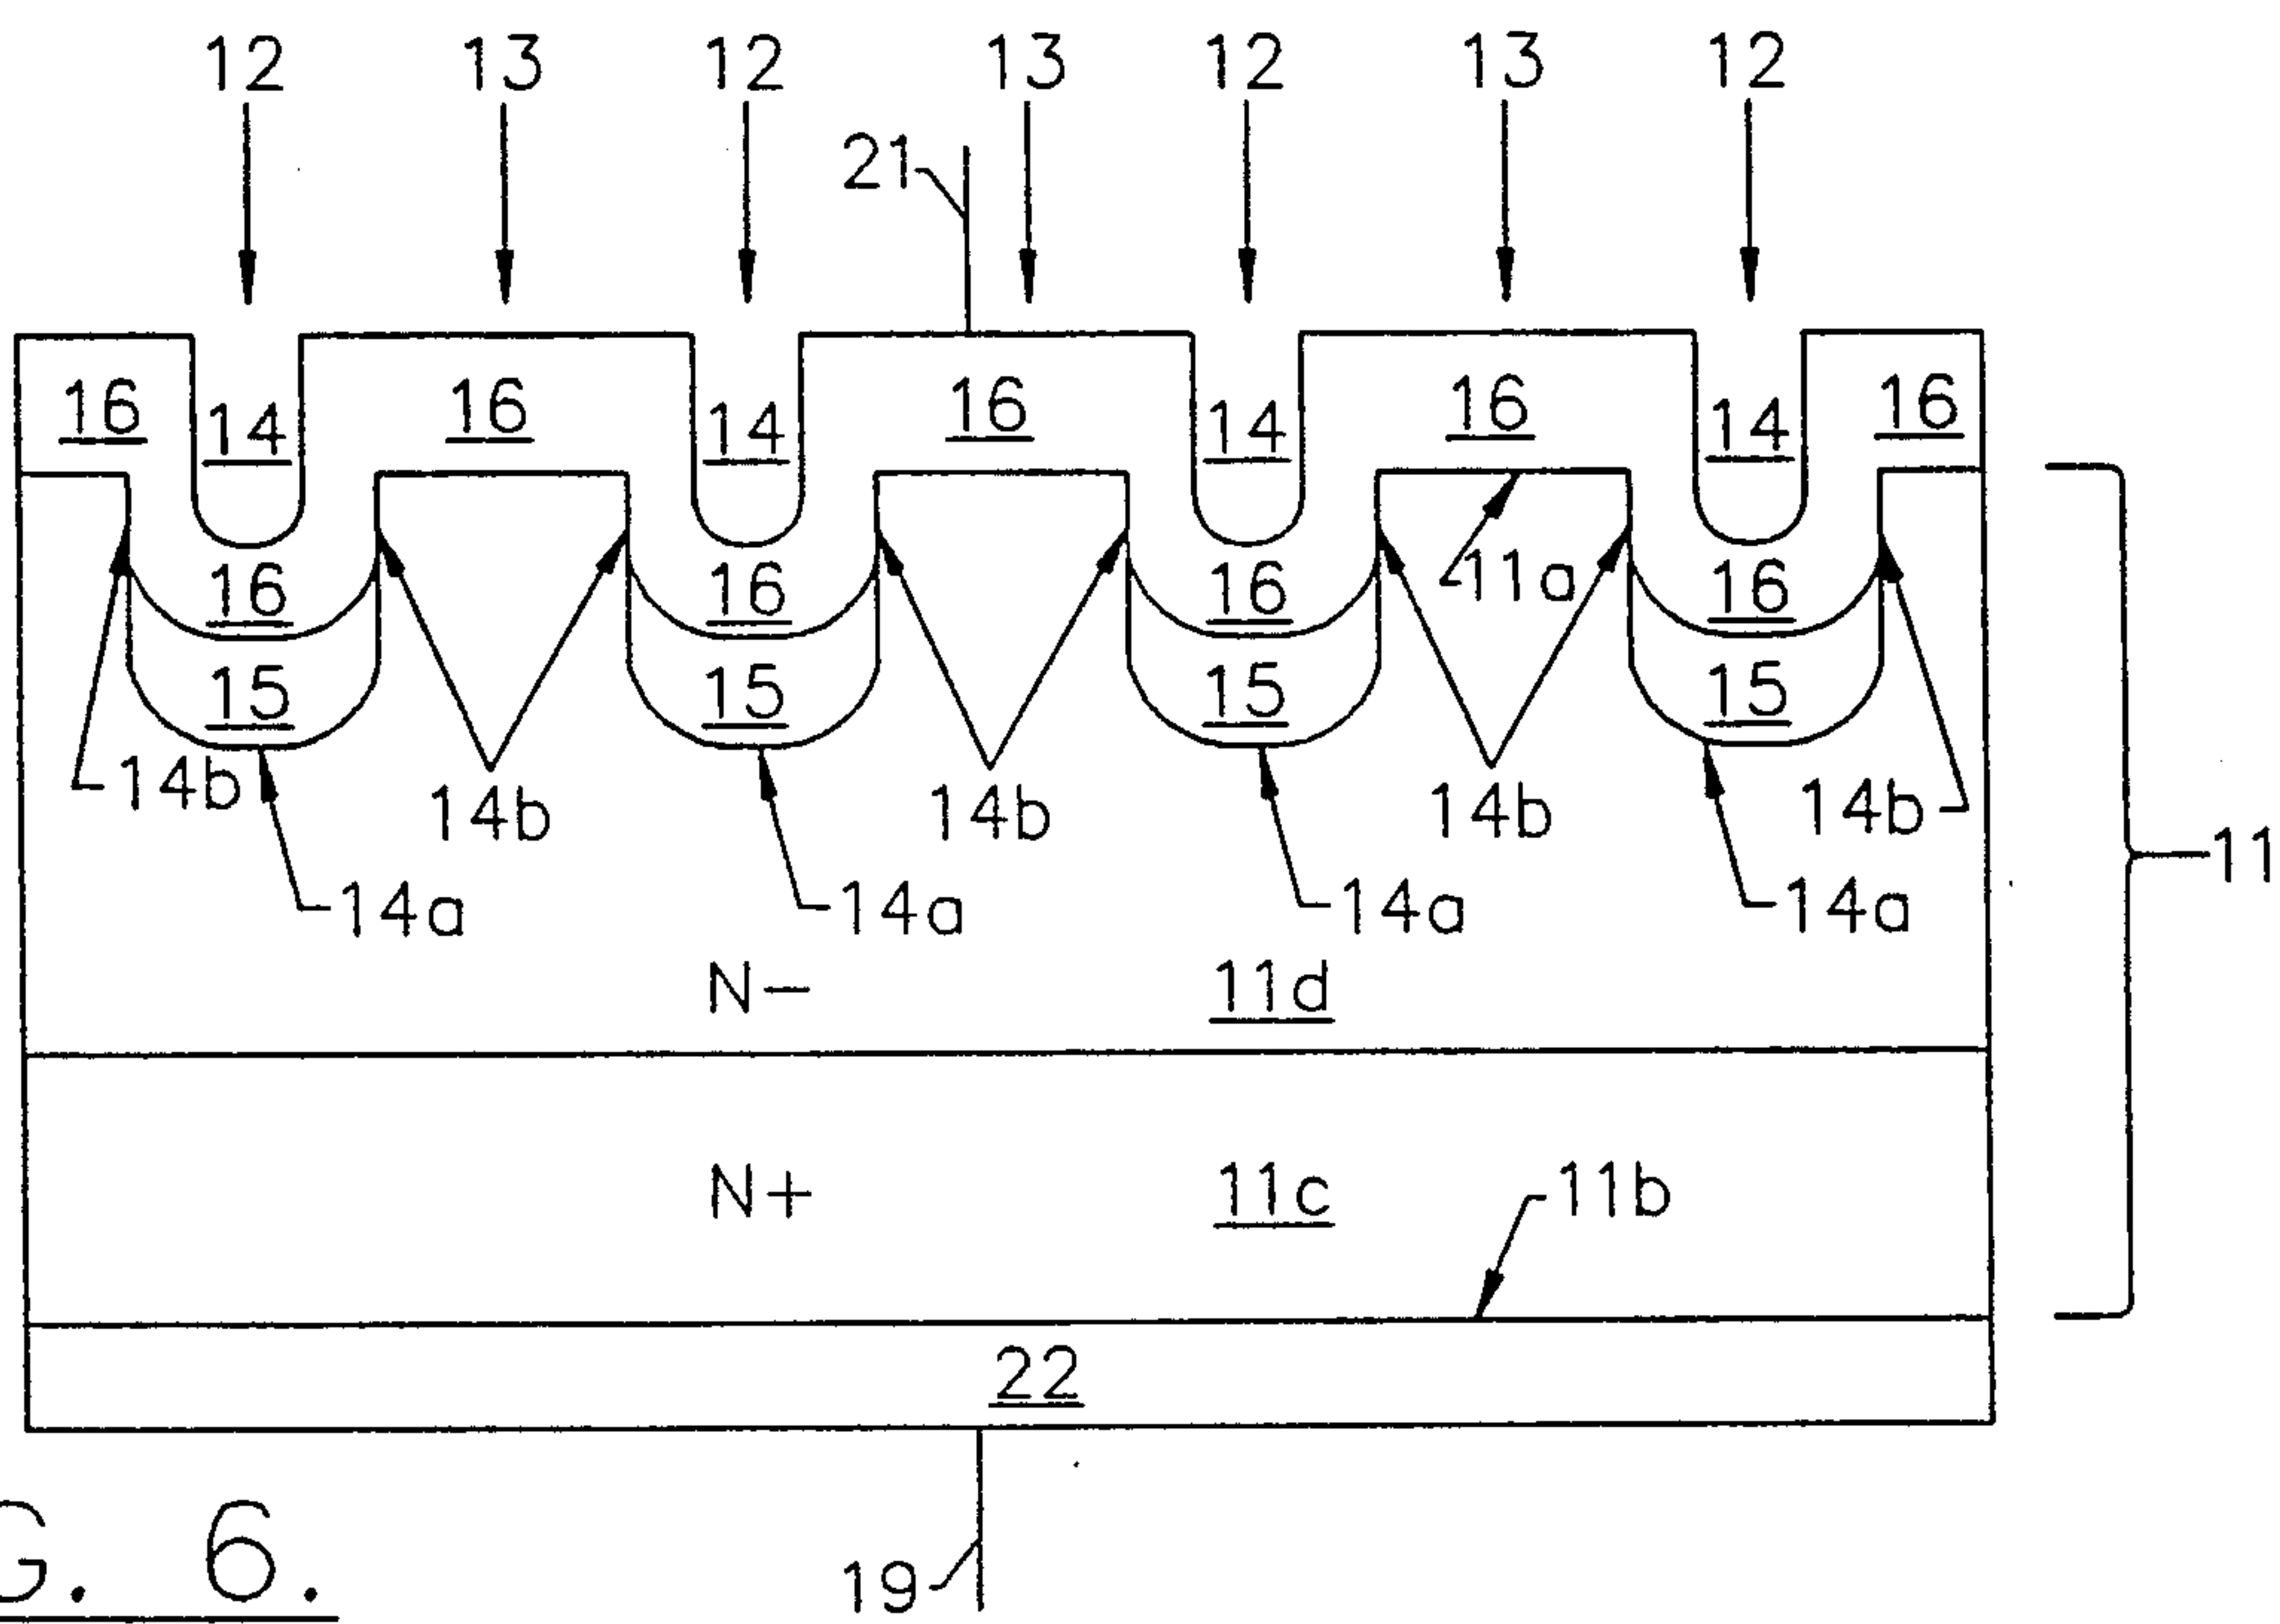 12 13 12 13 12 13 12
21
16 14 16 14 16 14 16 14 16
16 16 16 11a 16
15 15 15 15
14b 14b 14b 14b 14b
11
14a 14a 14a 14a
N- 11d
N+ 11c 11b
22
G. 6.
19